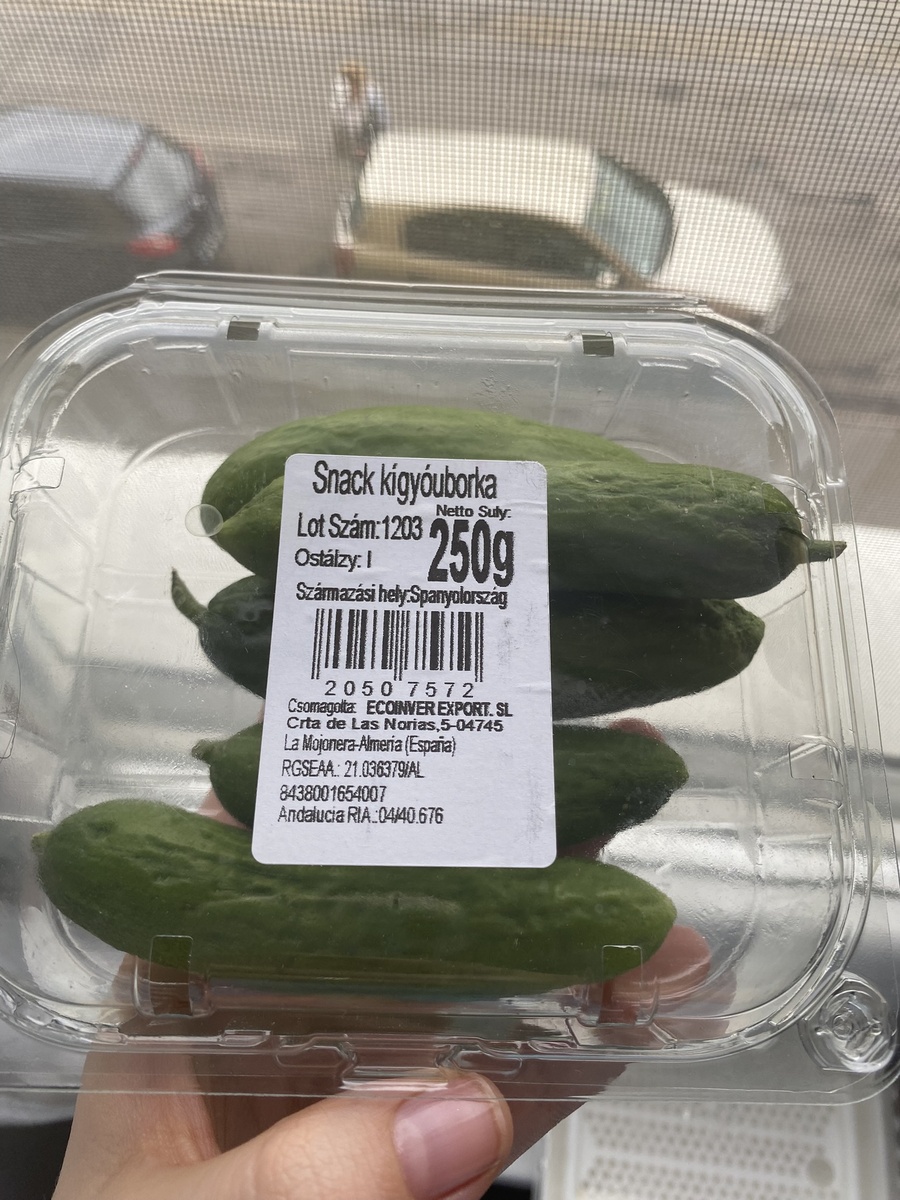 Snack kígyóuborka
Netto Suly:
Lot Szám:1203
250g
Ostálzy: I
Származási hely:Spanyolország
2050 7572
Csomagolta: ECOINVER EXPORT. SL
Crta de Las Norias,5-04745
La Mojonera-Almeria (España)
RGSEAA.: 21.036379/AL
8438001654007
Andalucia RIA.:04/40.676